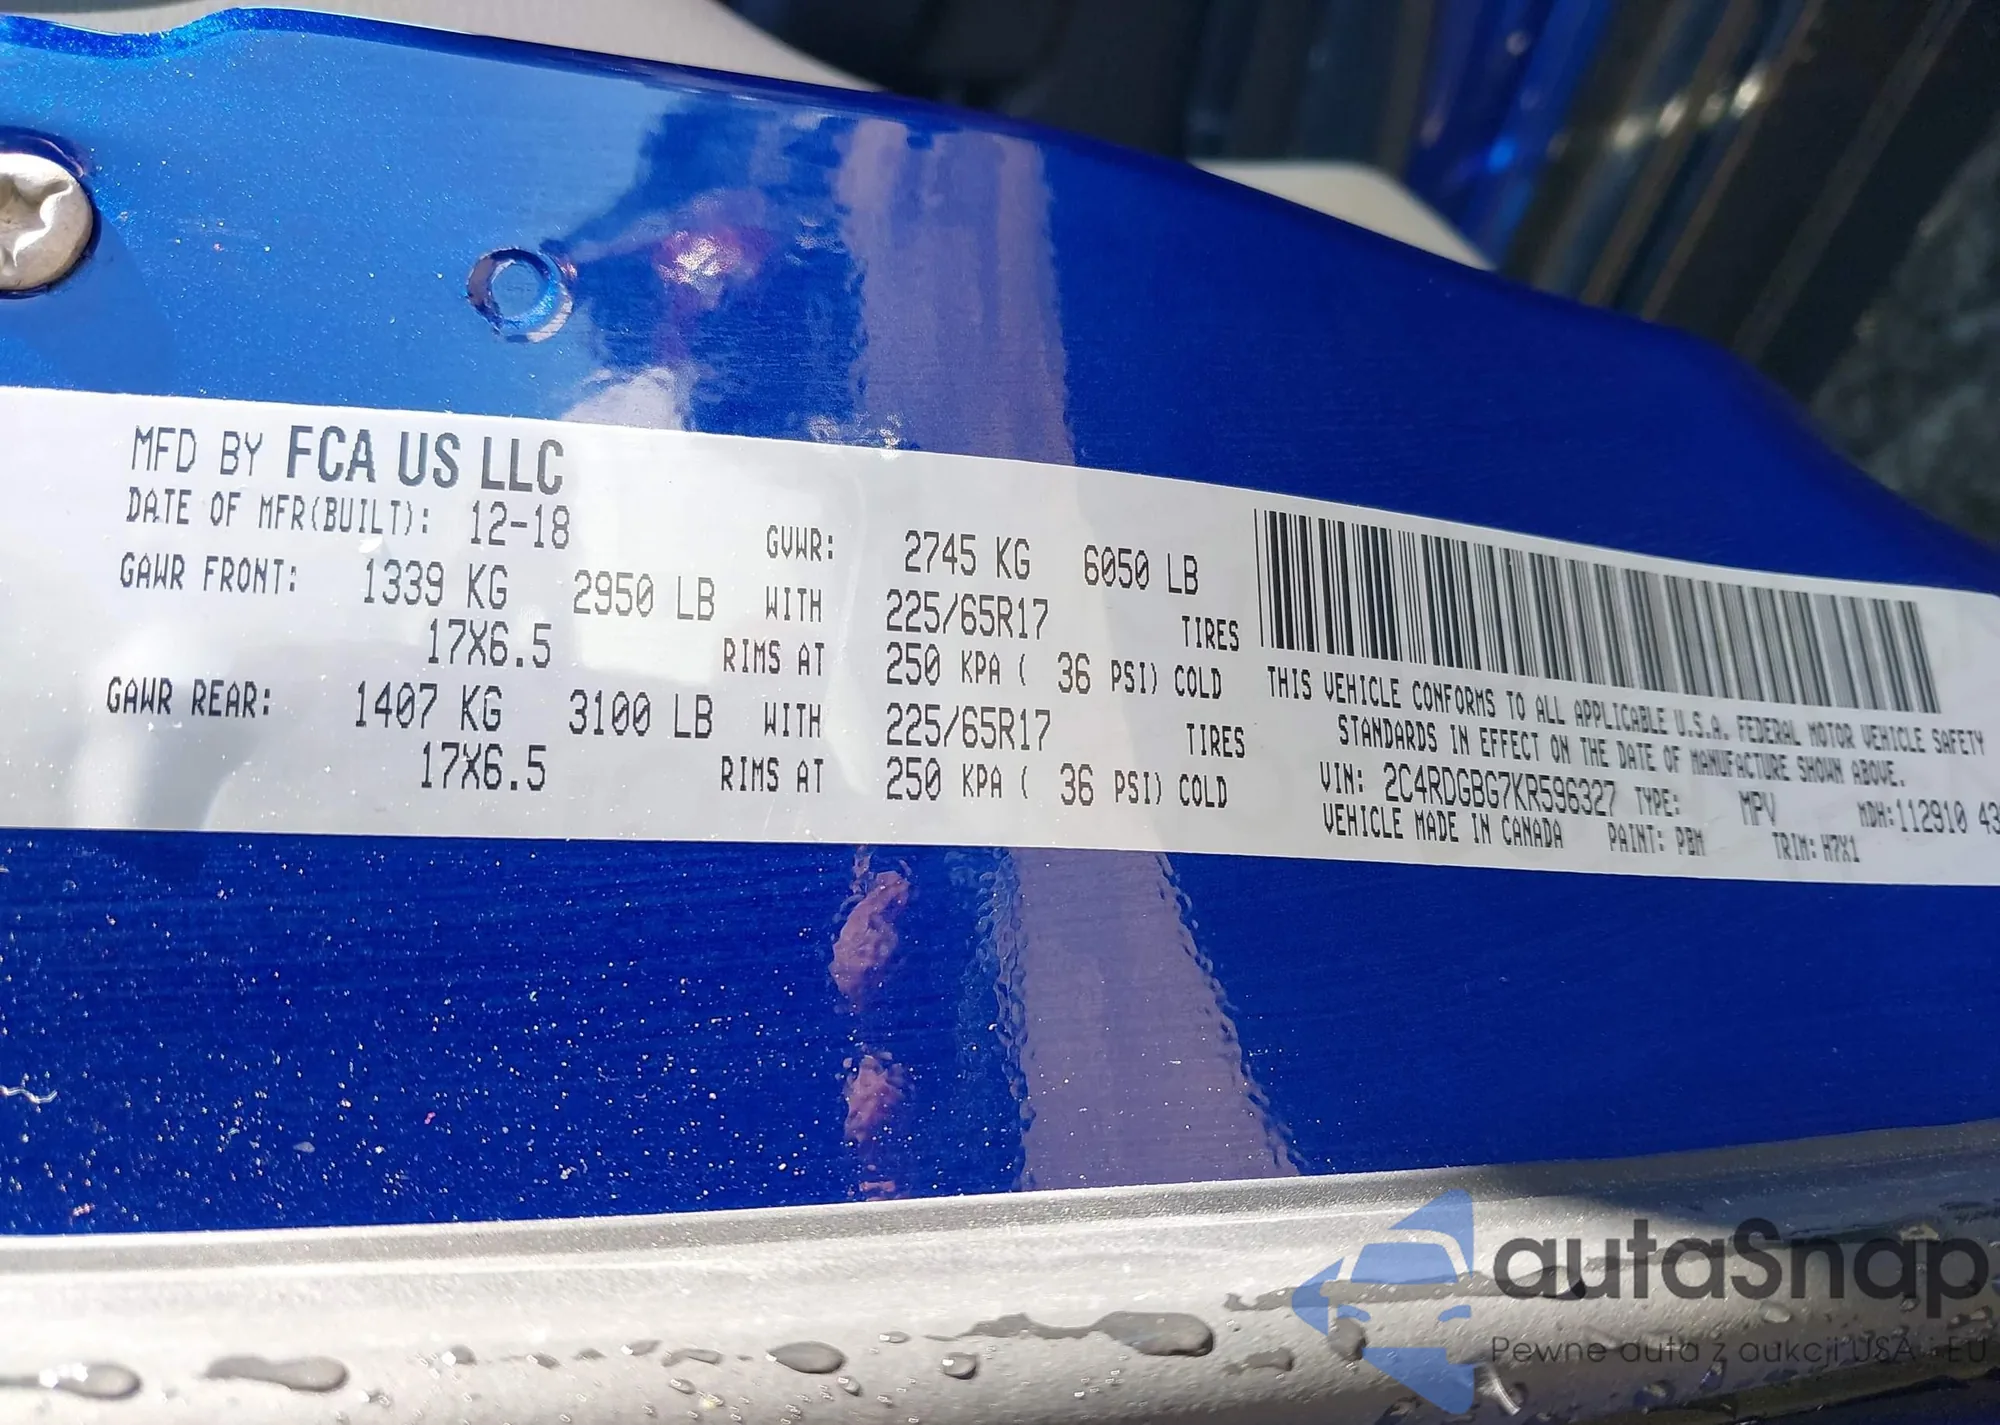 MFD BY FCA US LLC
DATE OF MFR(BUILT): 12-18 GVWR: 2745 KG 6050 LB
GAWR FRONT: 1339 KG 2950 LB WITH 225/65R17 TIRES
17X6.5 RIMS AT 250 KPA ( 36 PSI) COLD
GAWR REAR: 1407 KG 3100 LB WITH 225/65R17 TIRES
17X6.5 RIMS AT 250 KPA ( 36 PSI) COLD
THIS VEHICLE CONFORMS TO ALL APPLICABLE U.S.A. FEDERAL MOTOR VEHICLE SAFETY
STANDARDS IN EFFECT ON THE DATE OF MANUFACTURE SHOWN ABOVE.
VIN: 2C4RDGBG7KR596327 TYPE: MPV MDH:112910 43
VEHICLE MADE IN CANADA PAINT: PBM TRIM: H7X1
autaSnap
Pewne auta z aukcji USA i EU